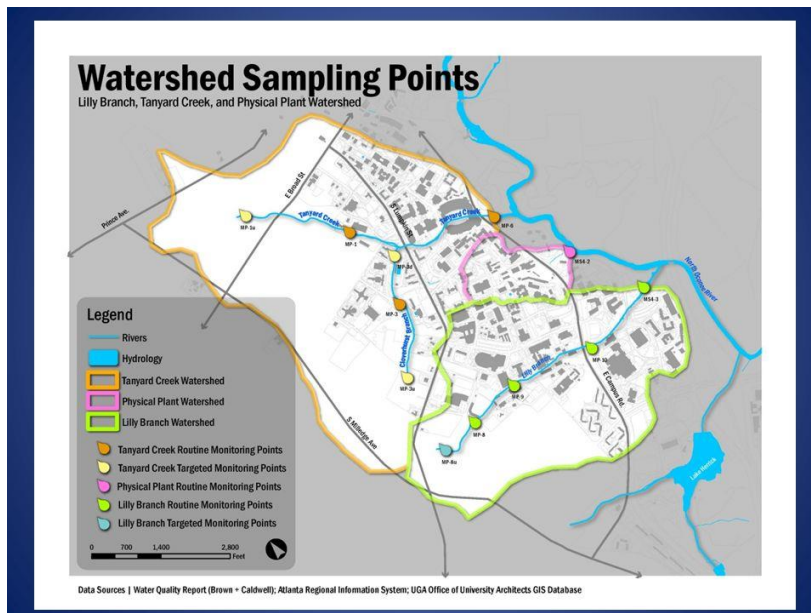 Watershed Sampling Points
Lilly Branch, Tanyard Creek, and Physical Plant Watershed
Prince Ave.
E Broad St
S Lumpkin St.
Tanyard Creek
Tanyard Creek
MP-1u
MP-1
MP-6
MS4-2
North Oconee River
MP-3
Cloverhurst Branch
MP-3u
MS4-3
MP-10
Lilly Branch
MP-9
E Campus Rd.
MP-8
MP-8u
S Milledge Ave
Lake Herrick
Legend
Rivers
Hydrology
Tanyard Creek Watershed
Physical Plant Watershed
Lilly Branch Watershed
Tanyard Creek Routine Monitoring Points
Tanyard Creek Targeted Monitoring Points
Physical Plant Routine Monitoring Points
Lilly Branch Routine Monitoring Points
Lilly Branch Targeted Monitoring Points
0 700 1,400 2,800
Feet
Data Sources | Water Quality Report (Brown + Caldwell); Atlanta Regional Information System; UGA Office of University Architects GIS Database